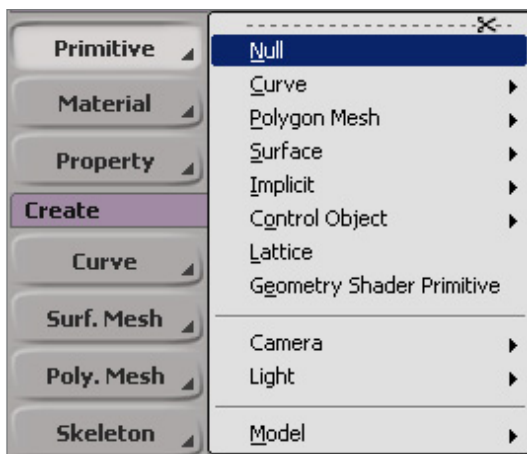 Primitive
Material
Property
Create
Curve
Surf. Mesh
Poly. Mesh
Skeleton
Null
Curve
Polygon Mesh
Surface
Implicit
Control Object
Lattice
Geometry Shader Primitive
Camera
Light
Model